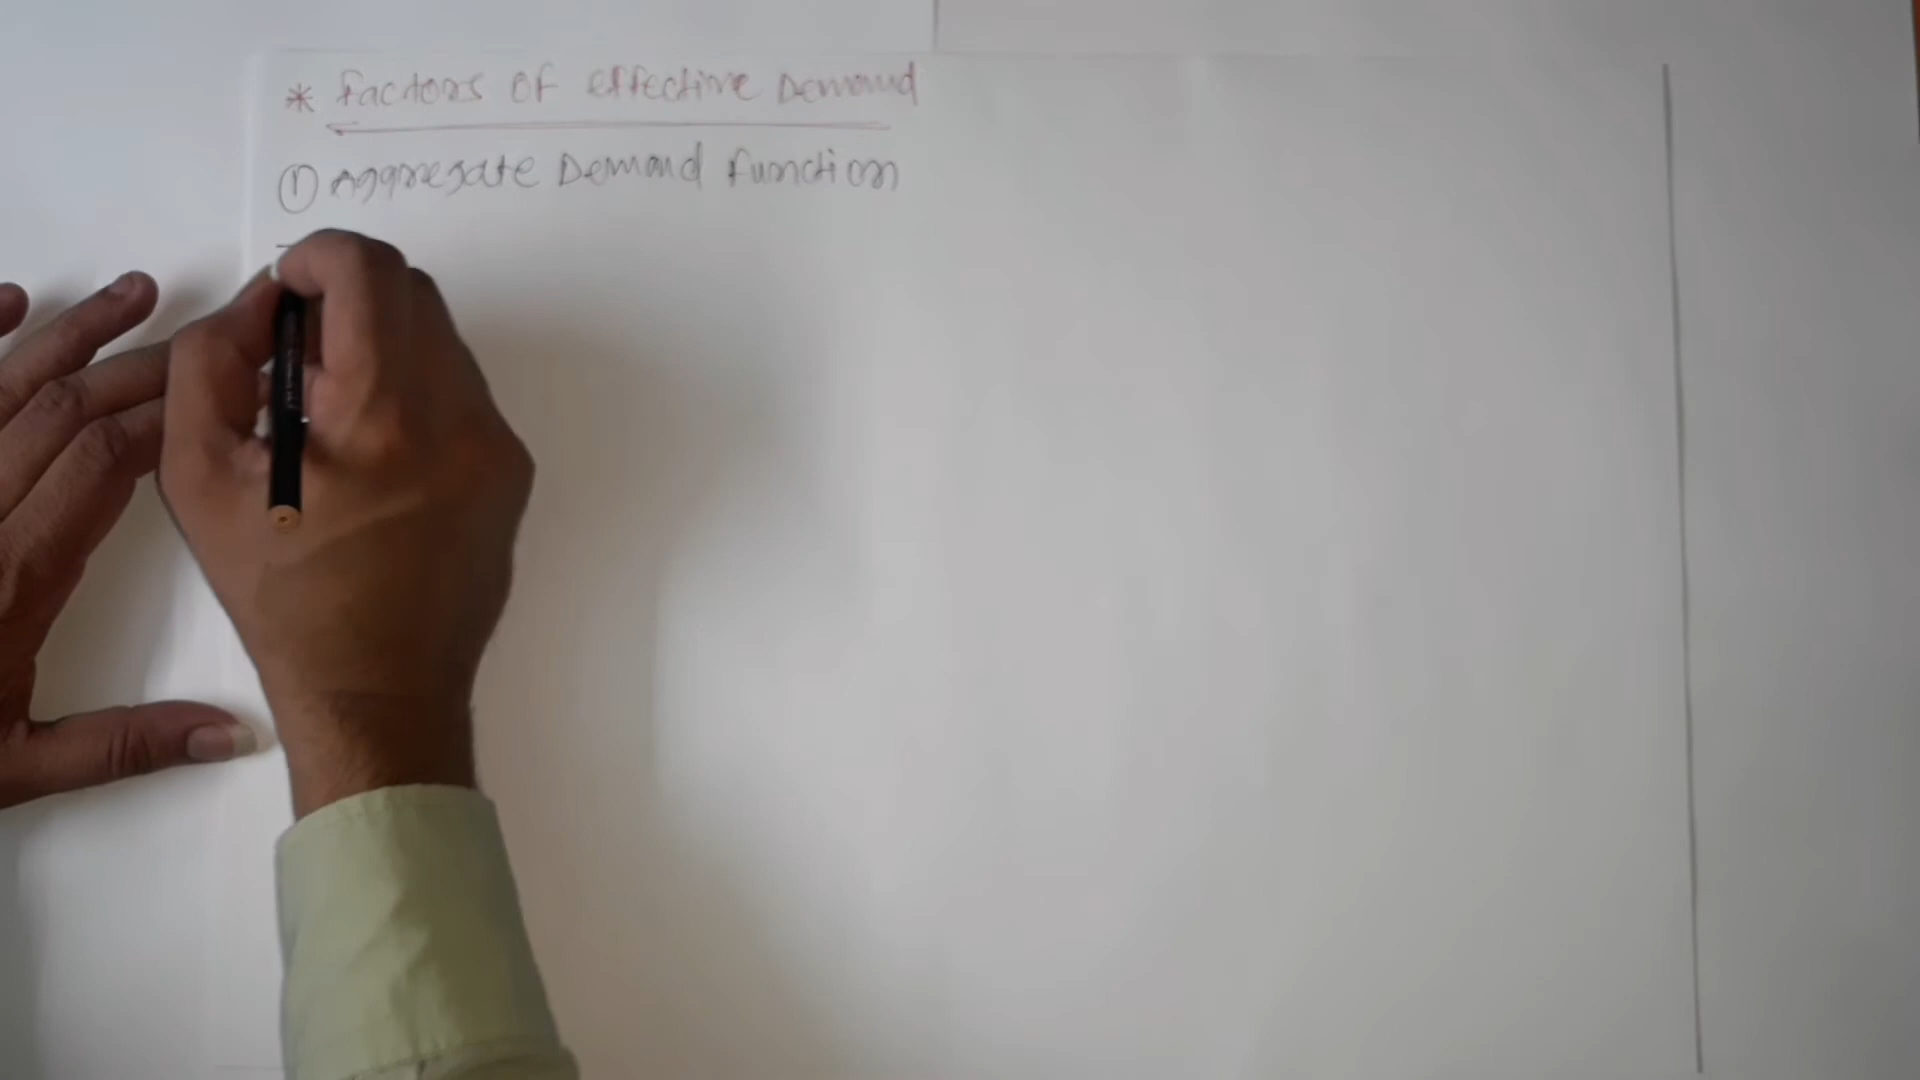 * Factors of effective Demand
① Aggregate Demand function